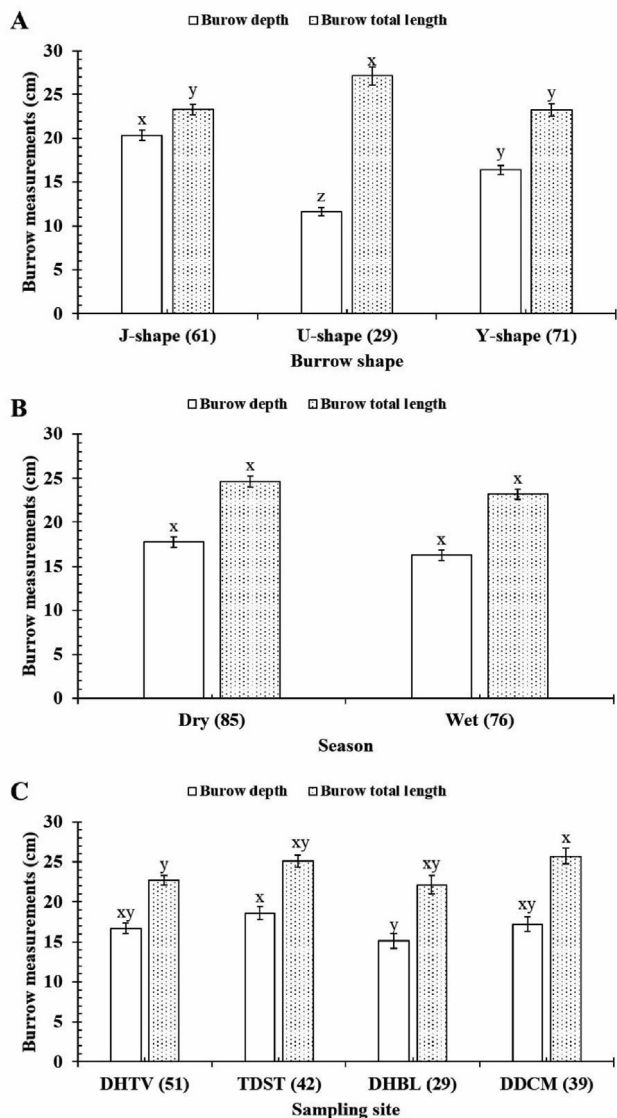 A
Burow depth Burow total length
Burrow measurements (cm)
30
25
20
15
10
5
0
x
y
z
x
y
y
J-shape (61) U-shape (29) Y-shape (71)
Burrow shape
B
Burow depth Burow total length
Burrow measurements (cm)
30
25
20
15
10
5
0
x
x
x
x
Dry (85) Wet (76)
Season
C
Burow depth Burow total length
Burrow measurements (cm)
30
25
20
15
10
5
0
xy
y
x
xy
y
xy
xy
x
DHTV (51) TDST (42) DHBL (29) DDCM (39)
Sampling site